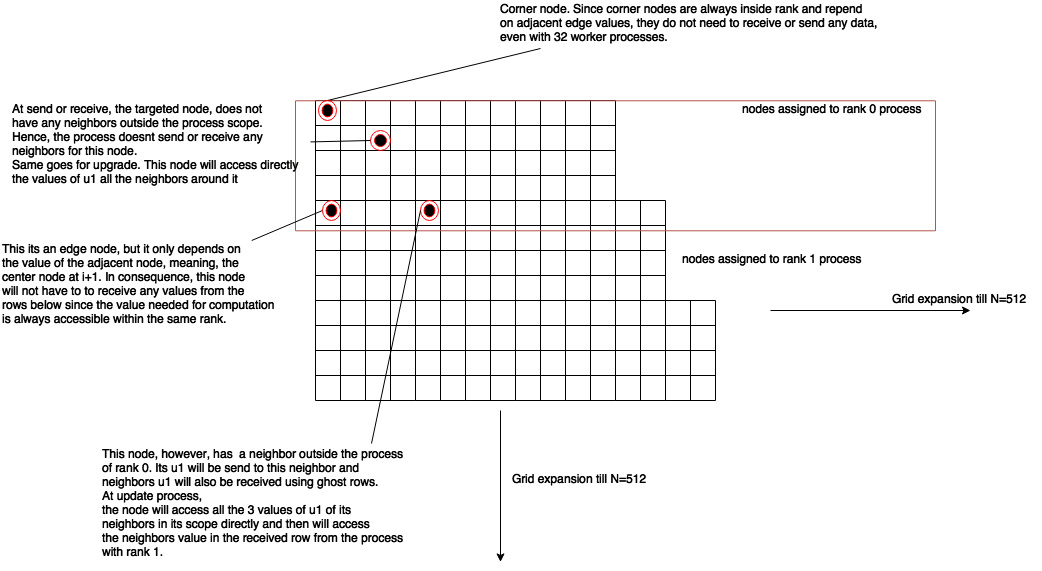 Corner node. Since corner nodes are always inside rank and repend
on adjacent edge values, they do not need to receive or send any data,
even with 32 worker processes.
At send or receive, the targeted node, does not
have any neighbors outside the process scope.
Hence, the process doesnt send or receive any
neighbors for this node.
Same goes for upgrade. This node will access directly
the values of u1 all the neighbors around it
nodes assigned to rank 0 process
This its an edge node, but it only depends on
the value of the adjacent node, meaning, the
center node at i+1. In consequence, this node
will not have to to receive any values from the
rows below since the value needed for computation
is always accessible within the same rank.
nodes assigned to rank 1 process
Grid expansion till N=512
This node, however, has  a neighbor outside the process
of rank 0. Its u1 will be send to this neighbor and
neighbors u1 will also be received using ghost rows.
At update process,
the node will access all the 3 values of u1 of its
neighbors in its scope directly and then will access
the neighbors value in the received row from the process
with rank 1.
Grid expansion till N=512